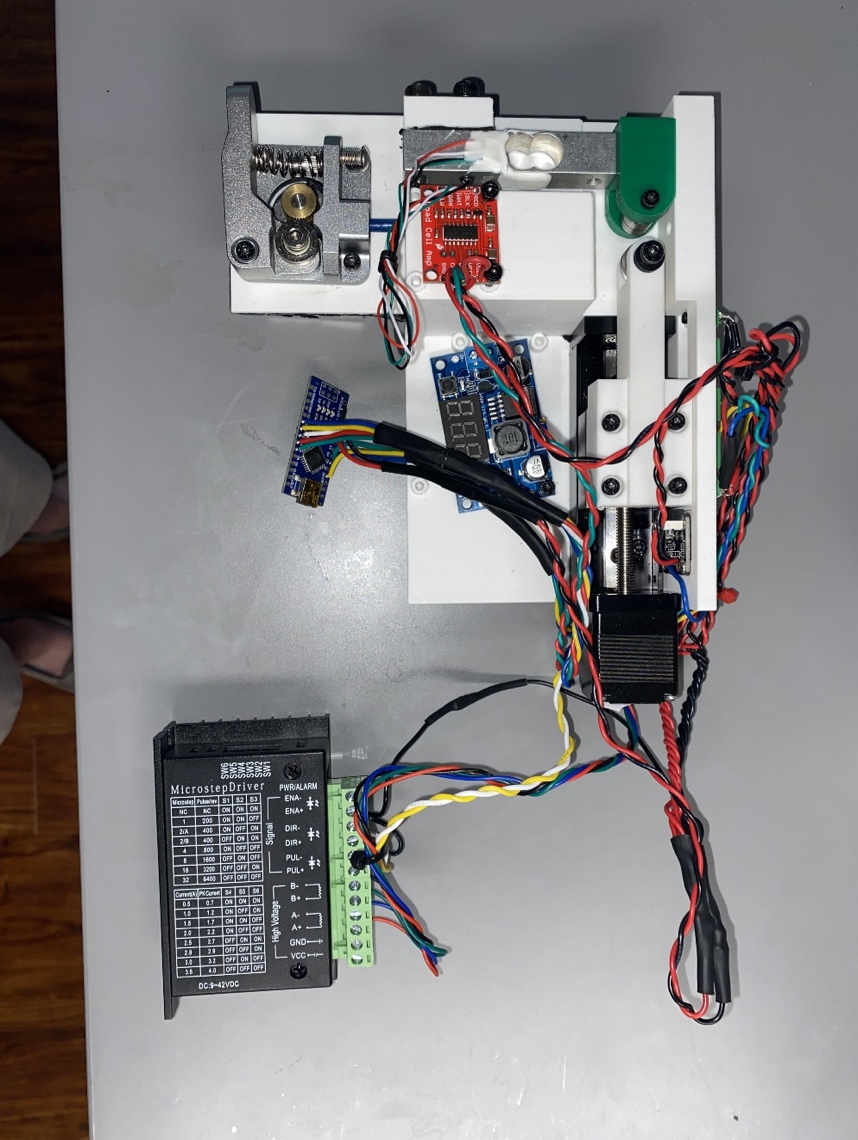 Load Cell Amp
RED
BLK
WHT
GRN
101
SW6
SW5
SW4
SW3
SW2
SW1
MicrostepDriver
PWR/ALARM
Microstep Pulse/rev S1 S2 S3
NC NC ON ON ON
1 200 ON ON OFF
2/A 400 ON OFF ON
2/B 400 OFF ON ON
4 800 ON OFF OFF
8 1600 OFF ON OFF
16 3200 OFF OFF ON
32 6400 OFF OFF OFF
Current(A) PK Current S4 S5 S6
0.5 0.7 ON ON ON
1.0 1.2 ON OFF ON
1.5 1.7 ON ON OFF
2.0 2.2 ON OFF OFF
2.5 2.7 OFF ON ON
2.8 2.9 OFF OFF ON
3.0 3.2 OFF ON OFF
3.5 4.0 OFF OFF OFF
DC:9-42VDC
Signal
ENA-
ENA+
DIR-
DIR+
PUL-
PUL+
High Voltage
B-
B+
A-
A+
GND
VCC